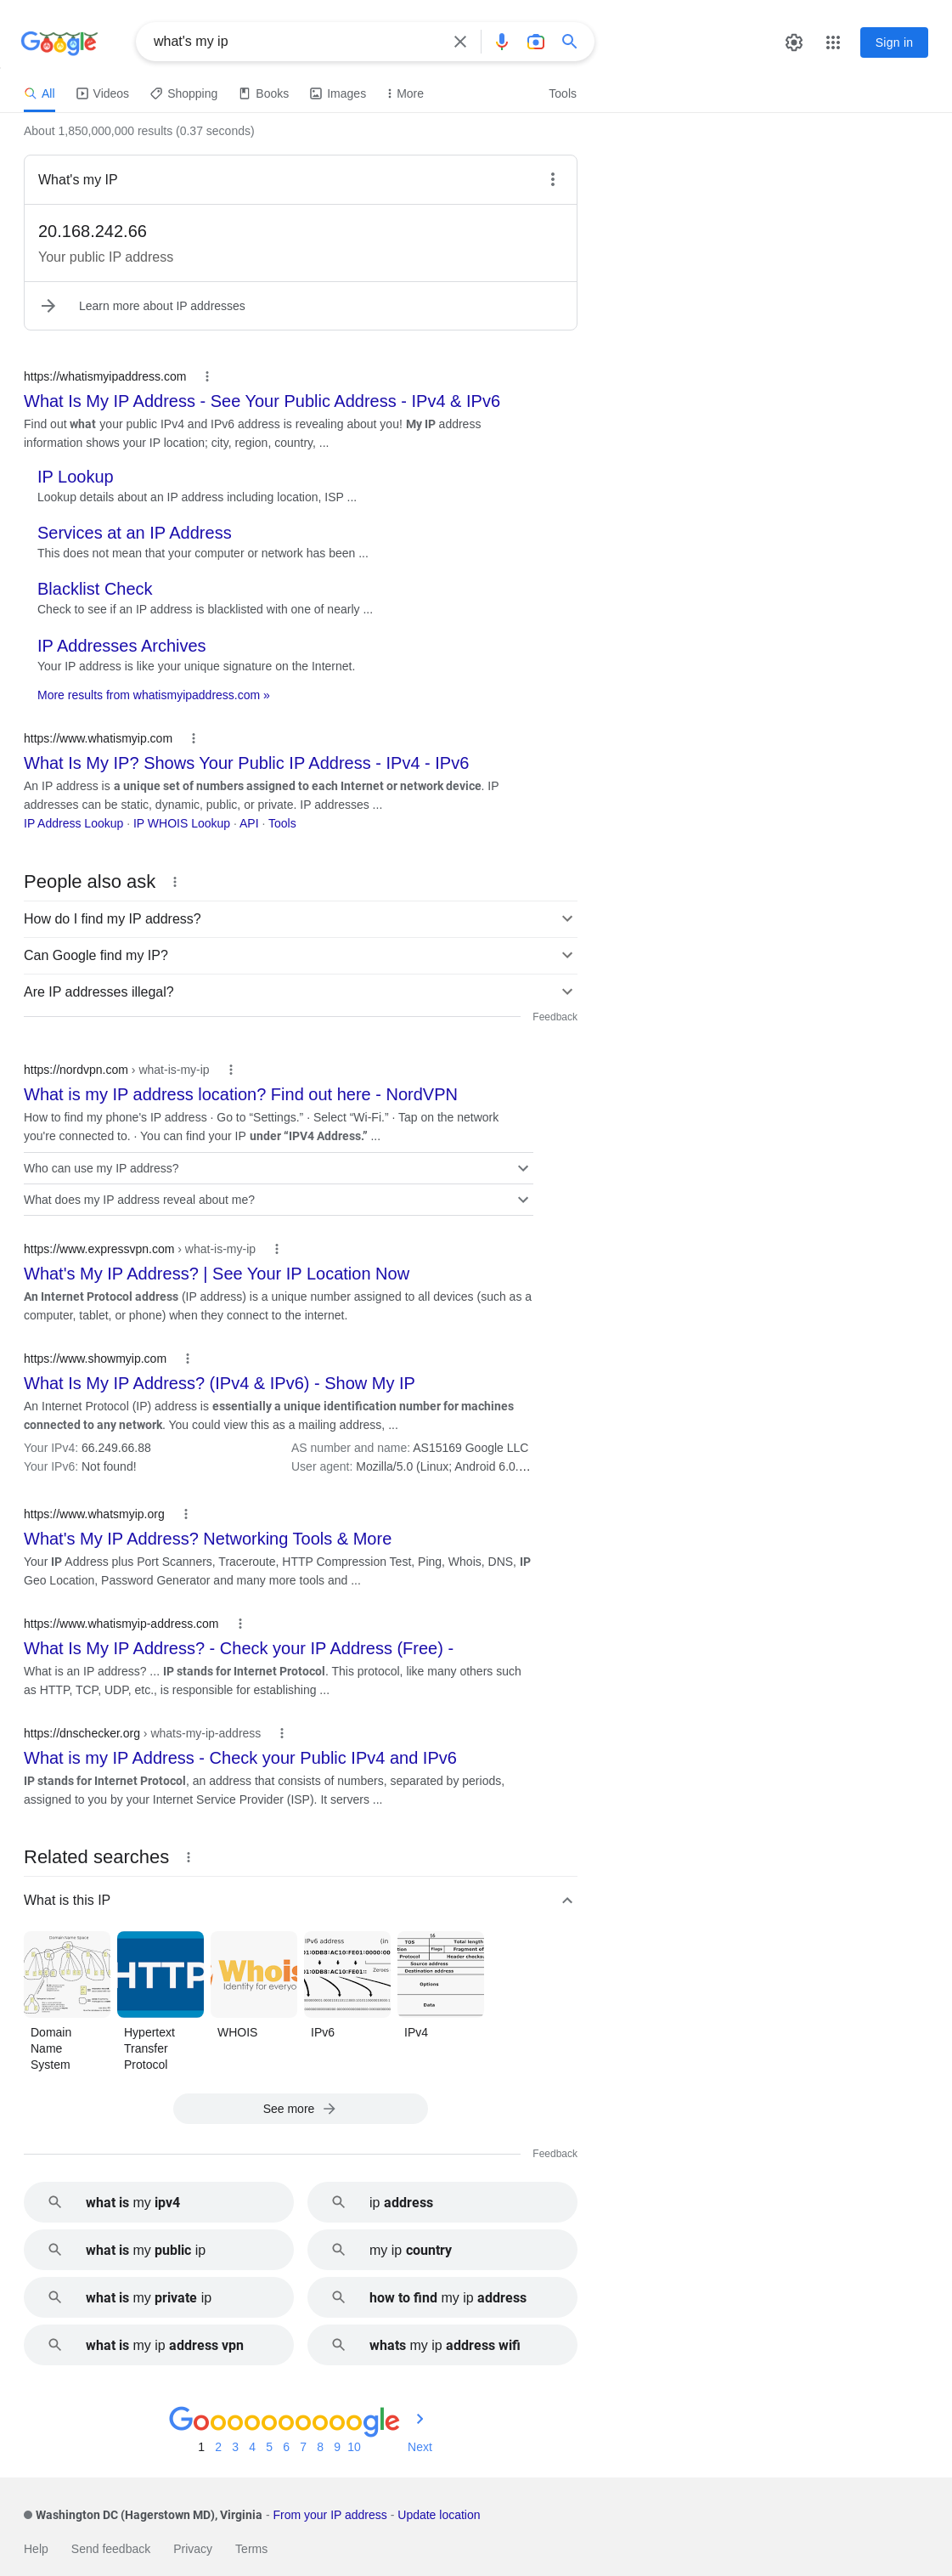 Google
what's my ip
Sign in
All
Videos
Shopping
Books
Images
More
Tools
About 1,850,000,000 results (0.37 seconds)
What's my IP
20.168.242.66
Your public IP address
Learn more about IP addresses
https://whatismyipaddress.com
What Is My IP Address - See Your Public Address - IPv4 & IPv6
Find out what your public IPv4 and IPv6 address is revealing about you! My IP address
information shows your IP location; city, region, country, ...
IP Lookup
Lookup details about an IP address including location, ISP ...
Services at an IP Address
This does not mean that your computer or network has been ...
Blacklist Check
Check to see if an IP address is blacklisted with one of nearly ...
IP Addresses Archives
Your IP address is like your unique signature on the Internet.
More results from whatismyipaddress.com »
https://www.whatismyip.com
What Is My IP? Shows Your Public IP Address - IPv4 - IPv6
An IP address is a unique set of numbers assigned to each Internet or network device. IP
addresses can be static, dynamic, public, or private. IP addresses ...
IP Address Lookup · IP WHOIS Lookup · API · Tools
People also ask
How do I find my IP address?
Can Google find my IP?
Are IP addresses illegal?
Feedback
https://nordvpn.com › what-is-my-ip
What is my IP address location? Find out here - NordVPN
How to find my phone's IP address · Go to “Settings.” · Select “Wi-Fi.” · Tap on the network
you're connected to. · You can find your IP under “IPV4 Address.” ...
Who can use my IP address?
What does my IP address reveal about me?
https://www.expressvpn.com › what-is-my-ip
What's My IP Address? | See Your IP Location Now
An Internet Protocol address (IP address) is a unique number assigned to all devices (such as a
computer, tablet, or phone) when they connect to the internet.
https://www.showmyip.com
What Is My IP Address? (IPv4 & IPv6) - Show My IP
An Internet Protocol (IP) address is essentially a unique identification number for machines
connected to any network. You could view this as a mailing address, ...
Your IPv4: 66.249.66.88
AS number and name: AS15169 Google LLC
Your IPv6: Not found!
User agent: Mozilla/5.0 (Linux; Android 6.0....
https://www.whatsmyip.org
What's My IP Address? Networking Tools & More
Your IP Address plus Port Scanners, Traceroute, HTTP Compression Test, Ping, Whois, DNS, IP
Geo Location, Password Generator and many more tools and ...
https://www.whatismyip-address.com
What Is My IP Address? - Check your IP Address (Free) -
What is an IP address? ... IP stands for Internet Protocol. This protocol, like many others such
as HTTP, TCP, UDP, etc., is responsible for establishing ...
https://dnschecker.org › whats-my-ip-address
What is my IP Address - Check your Public IPv4 and IPv6
IP stands for Internet Protocol, an address that consists of numbers, separated by periods,
assigned to you by your Internet Service Provider (ISP). It servers ...
Related searches
What is this IP
Domain Name Space
HTTP
Whois
Identity for everyo
IPv6 address (in
Zeroes
TOS Total length
Flags Fragment of
Protocol Header checksu
Source address
Destination address
Options
Data
Domain
Name
System
Hypertext
Transfer
Protocol
WHOIS
IPv6
IPv4
See more
Feedback
what is my ipv4
ip address
what is my public ip
my ip country
what is my private ip
how to find my ip address
what is my ip address vpn
whats my ip address wifi
Goooooooooogle
1 2 3 4 5 6 7 8 9 10 Next
Washington DC (Hagerstown MD), Virginia - From your IP address - Update location
Help
Send feedback
Privacy
Terms